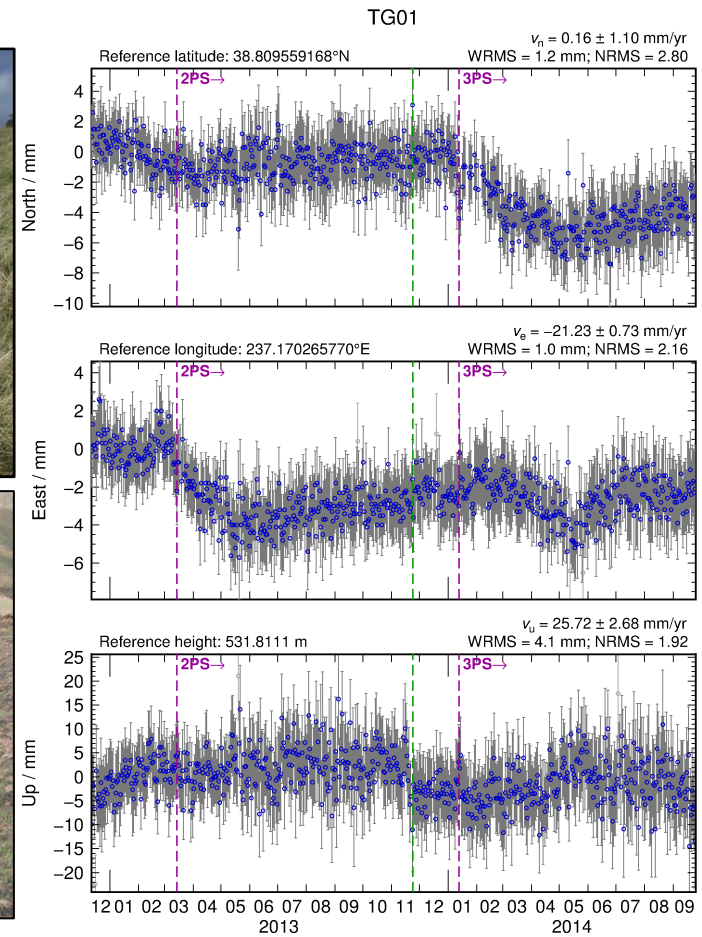 TG01
vn = 0.16 ± 1.10 mm/yr
Reference latitude: 38.809559168°N WRMS = 1.2 mm; NRMS = 2.80
2PS→ 3PS→
4
2
0
−2
−4
−6
−8
−10
North / mm
ve = −21.23 ± 0.73 mm/yr
Reference longitude: 237.170265770°E WRMS = 1.0 mm; NRMS = 2.16
2PS→ 3PS→
4
2
0
−2
−4
−6
East / mm
vu = 25.72 ± 2.68 mm/yr
Reference height: 531.8111 m WRMS = 4.1 mm; NRMS = 1.92
2PS→ 3PS→
25
20
15
10
5
0
−5
−10
−15
−20
Up / mm
12 01 02 03 04 05 06 07 08 09 10 11 12 01 02 03 04 05 06 07 08 09
2013 2014